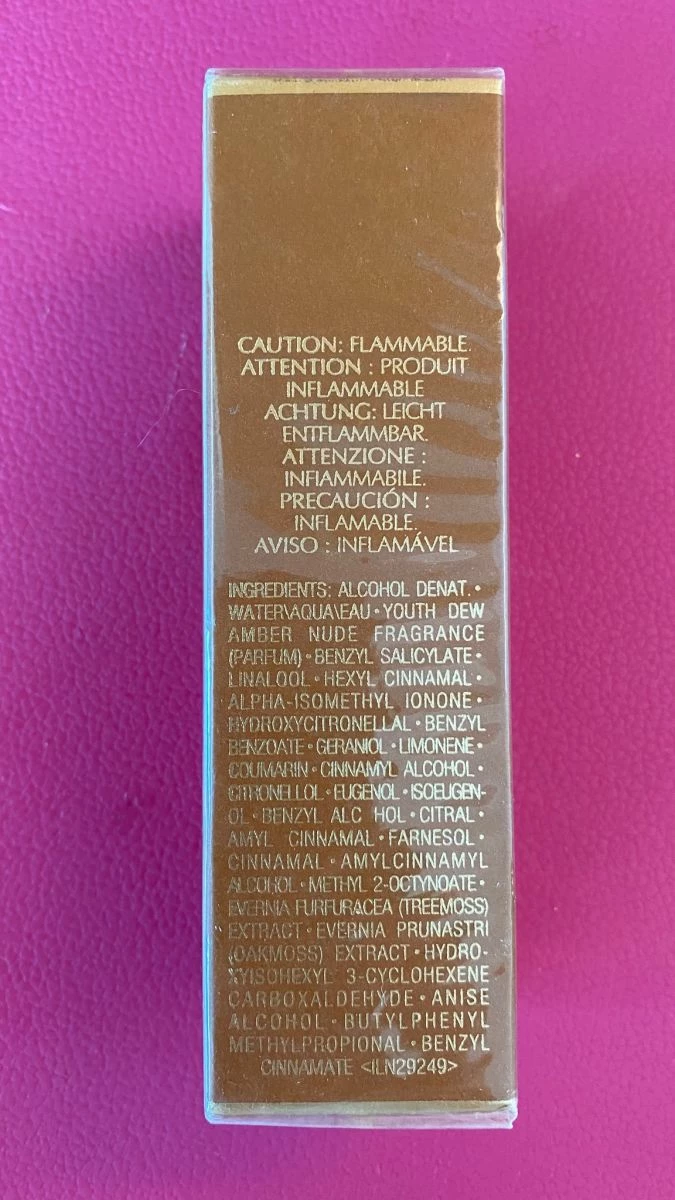 CAUTION: FLAMMABLE.
ATTENTION : PRODUIT
INFLAMMABLE
ACHTUNG: LEICHT
ENTFLAMMBAR.
ATTENZIONE :
INFIAMMABILE.
PRECAUCIÓN :
INFLAMABLE.
AVISO : INFLAMÁVEL
INGREDIENTS: ALCOHOL DENAT. •
WATER\AQUA\EAU • YOUTH DEW
AMBER NUDE FRAGRANCE
(PARFUM) • BENZYL SALICYLATE •
LINALOOL • HEXYL CINNAMAL •
ALPHA-ISOMETHYL IONONE •
HYDROXYCITRONELLAL • BENZYL
BENZOATE • GERANIOL • LIMONENE •
COUMARIN • CINNAMYL ALCOHOL •
CITRONELLOL • EUGENOL • ISOEUGEN-
OL • BENZYL ALC HOL • CITRAL •
AMYL CINNAMAL • FARNESOL •
CINNAMAL • AMYLCINNAMYL
ALCOHOL • METHYL 2-OCTYNOATE •
EVERNIA FURFURACEA (TREEMOSS)
EXTRACT • EVERNIA PRUNASTRI
(OAKMOSS) EXTRACT • HYDRO-
XYISOHEXYL 3-CYCLOHEXENE
CARBOXALDEHYDE • ANISE
ALCOHOL • BUTYLPHENYL
METHYLPROPIONAL • BENZYL
CINNAMATE <ILN29249>